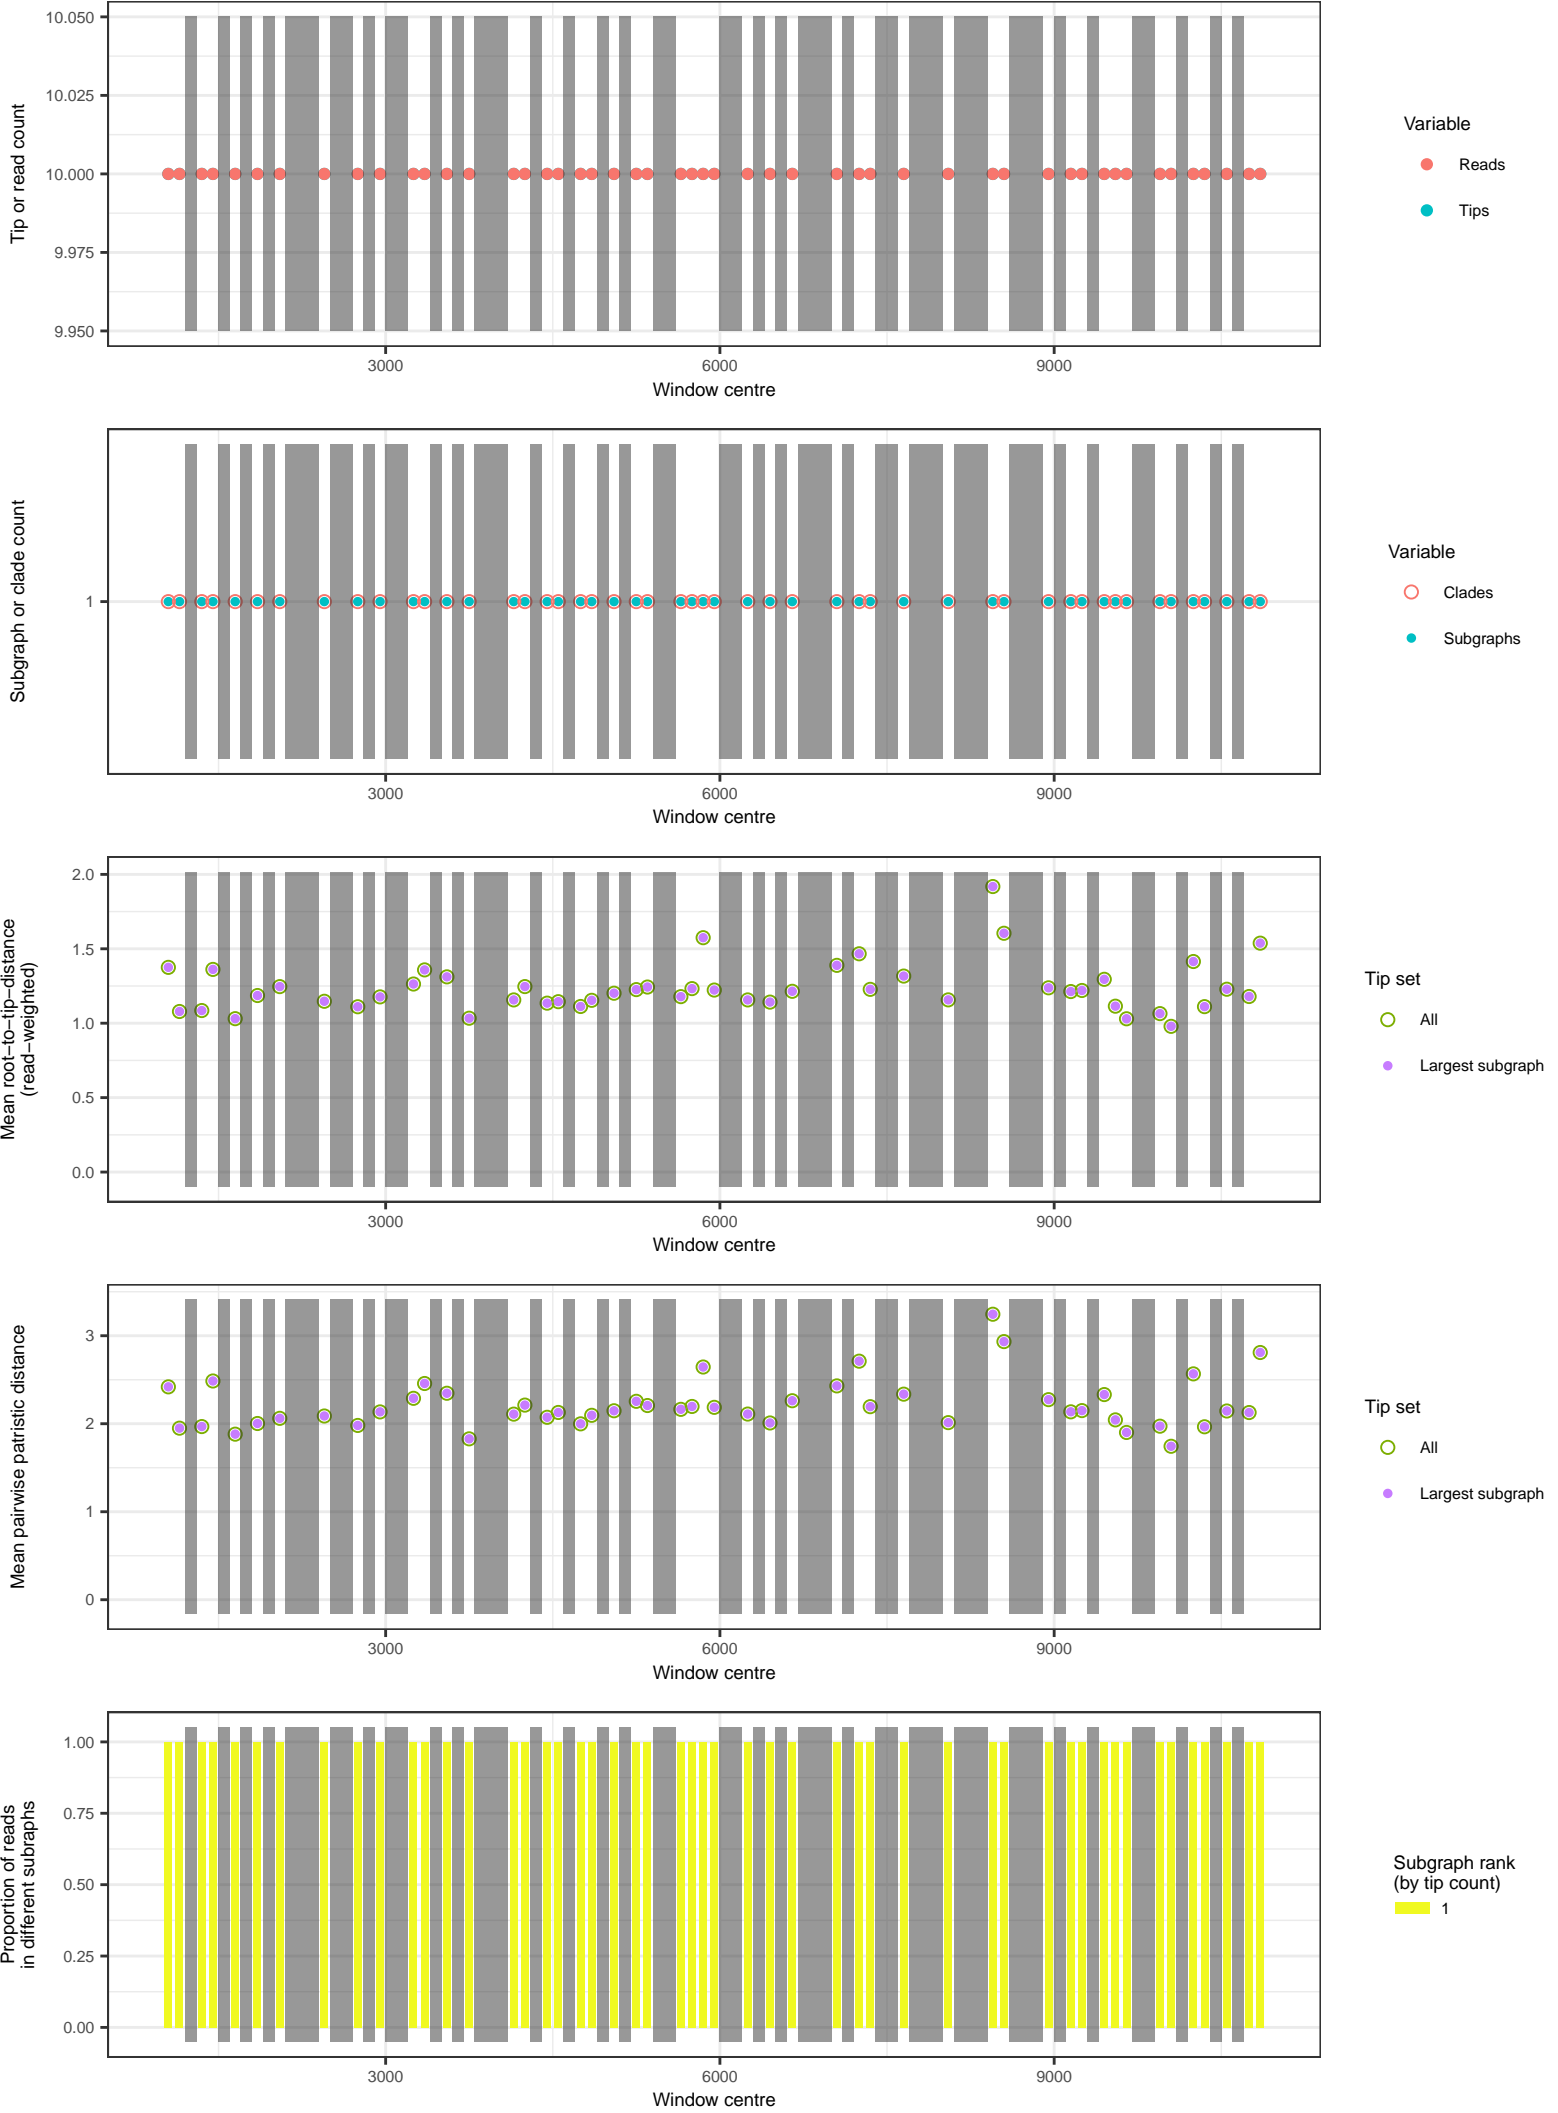 10.050
10.025
10.000
9.975
9.950
Tip or read count
3000
6000
9000
Window centre
Variable
Reads
Tips
1
Subgraph or clade count
3000
6000
9000
Window centre
Variable
Clades
Subgraphs
2.0
1.5
1.0
0.5
0.0
Mean root−to−tip−distance
(read−weighted)
3000
6000
9000
Window centre
Tip set
All
Largest subgraph
3
2
1
0
Mean pairwise patristic distance
3000
6000
9000
Window centre
Tip set
All
Largest subgraph
1.00
0.75
0.50
0.25
0.00
Proportion of reads
in different subraphs
3000
6000
9000
Window centre
Subgraph rank
(by tip count)
1